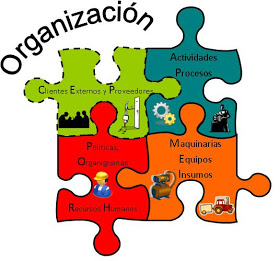 Organización
Clientes Externos y Proveedores
Actividades
Procesos
Políticas,
Organigramas
Recursos Humanos
Maquinarias
Equipos
Insumos